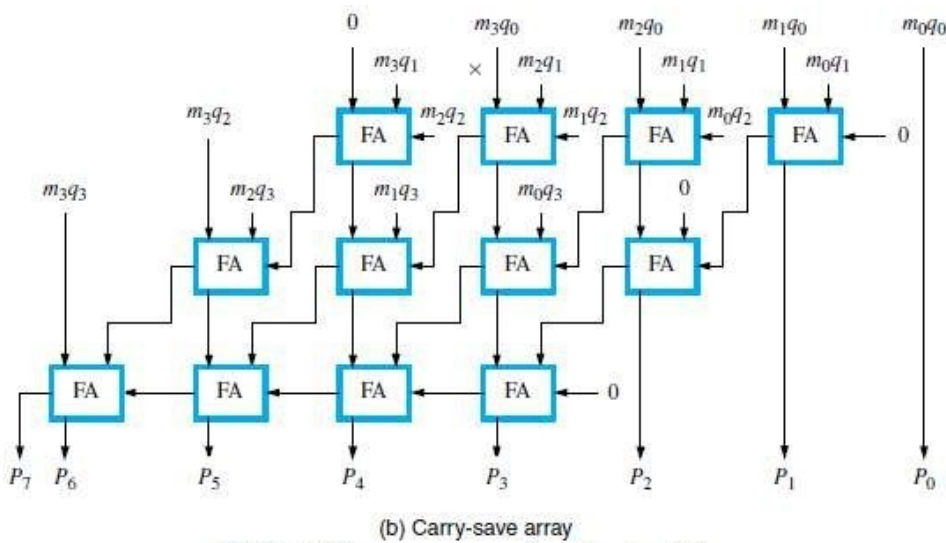 0 m₃q₀ m₂q₀ m₁q₀ m₀q₀
m₃q₁ × m₂q₁ m₁q₁ m₀q₁
m₃q₂ FA m₂q₂ FA m₁q₂ FA m₀q₂ FA 0
m₃q₃ m₂q₃ m₁q₃ m₀q₃ 0
FA FA FA FA
FA FA FA FA 0
P₇ P₆ P₅ P₄ P₃ P₂ P₁ P₀
(b) Carry-save array